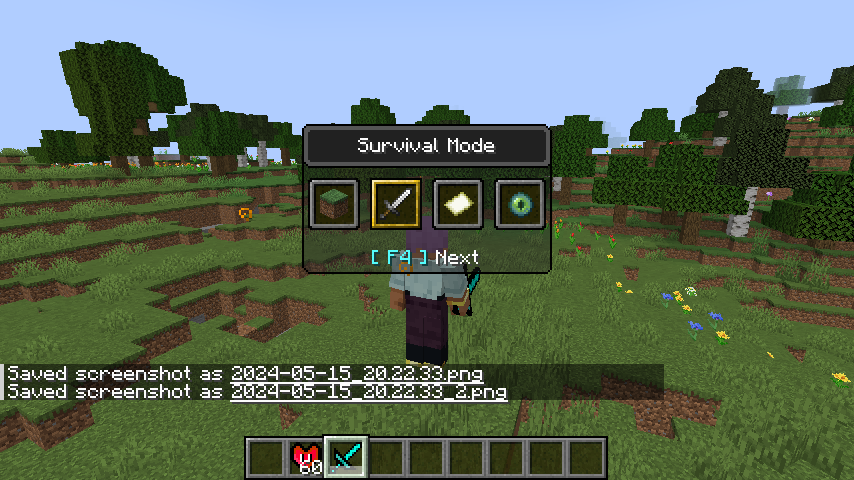 Survival Mode
[ F4 ] Next
Saved screenshot as 2024-05-15_20.22.33.png
Saved screenshot as 2024-05-15_20.22.33_2.png
60